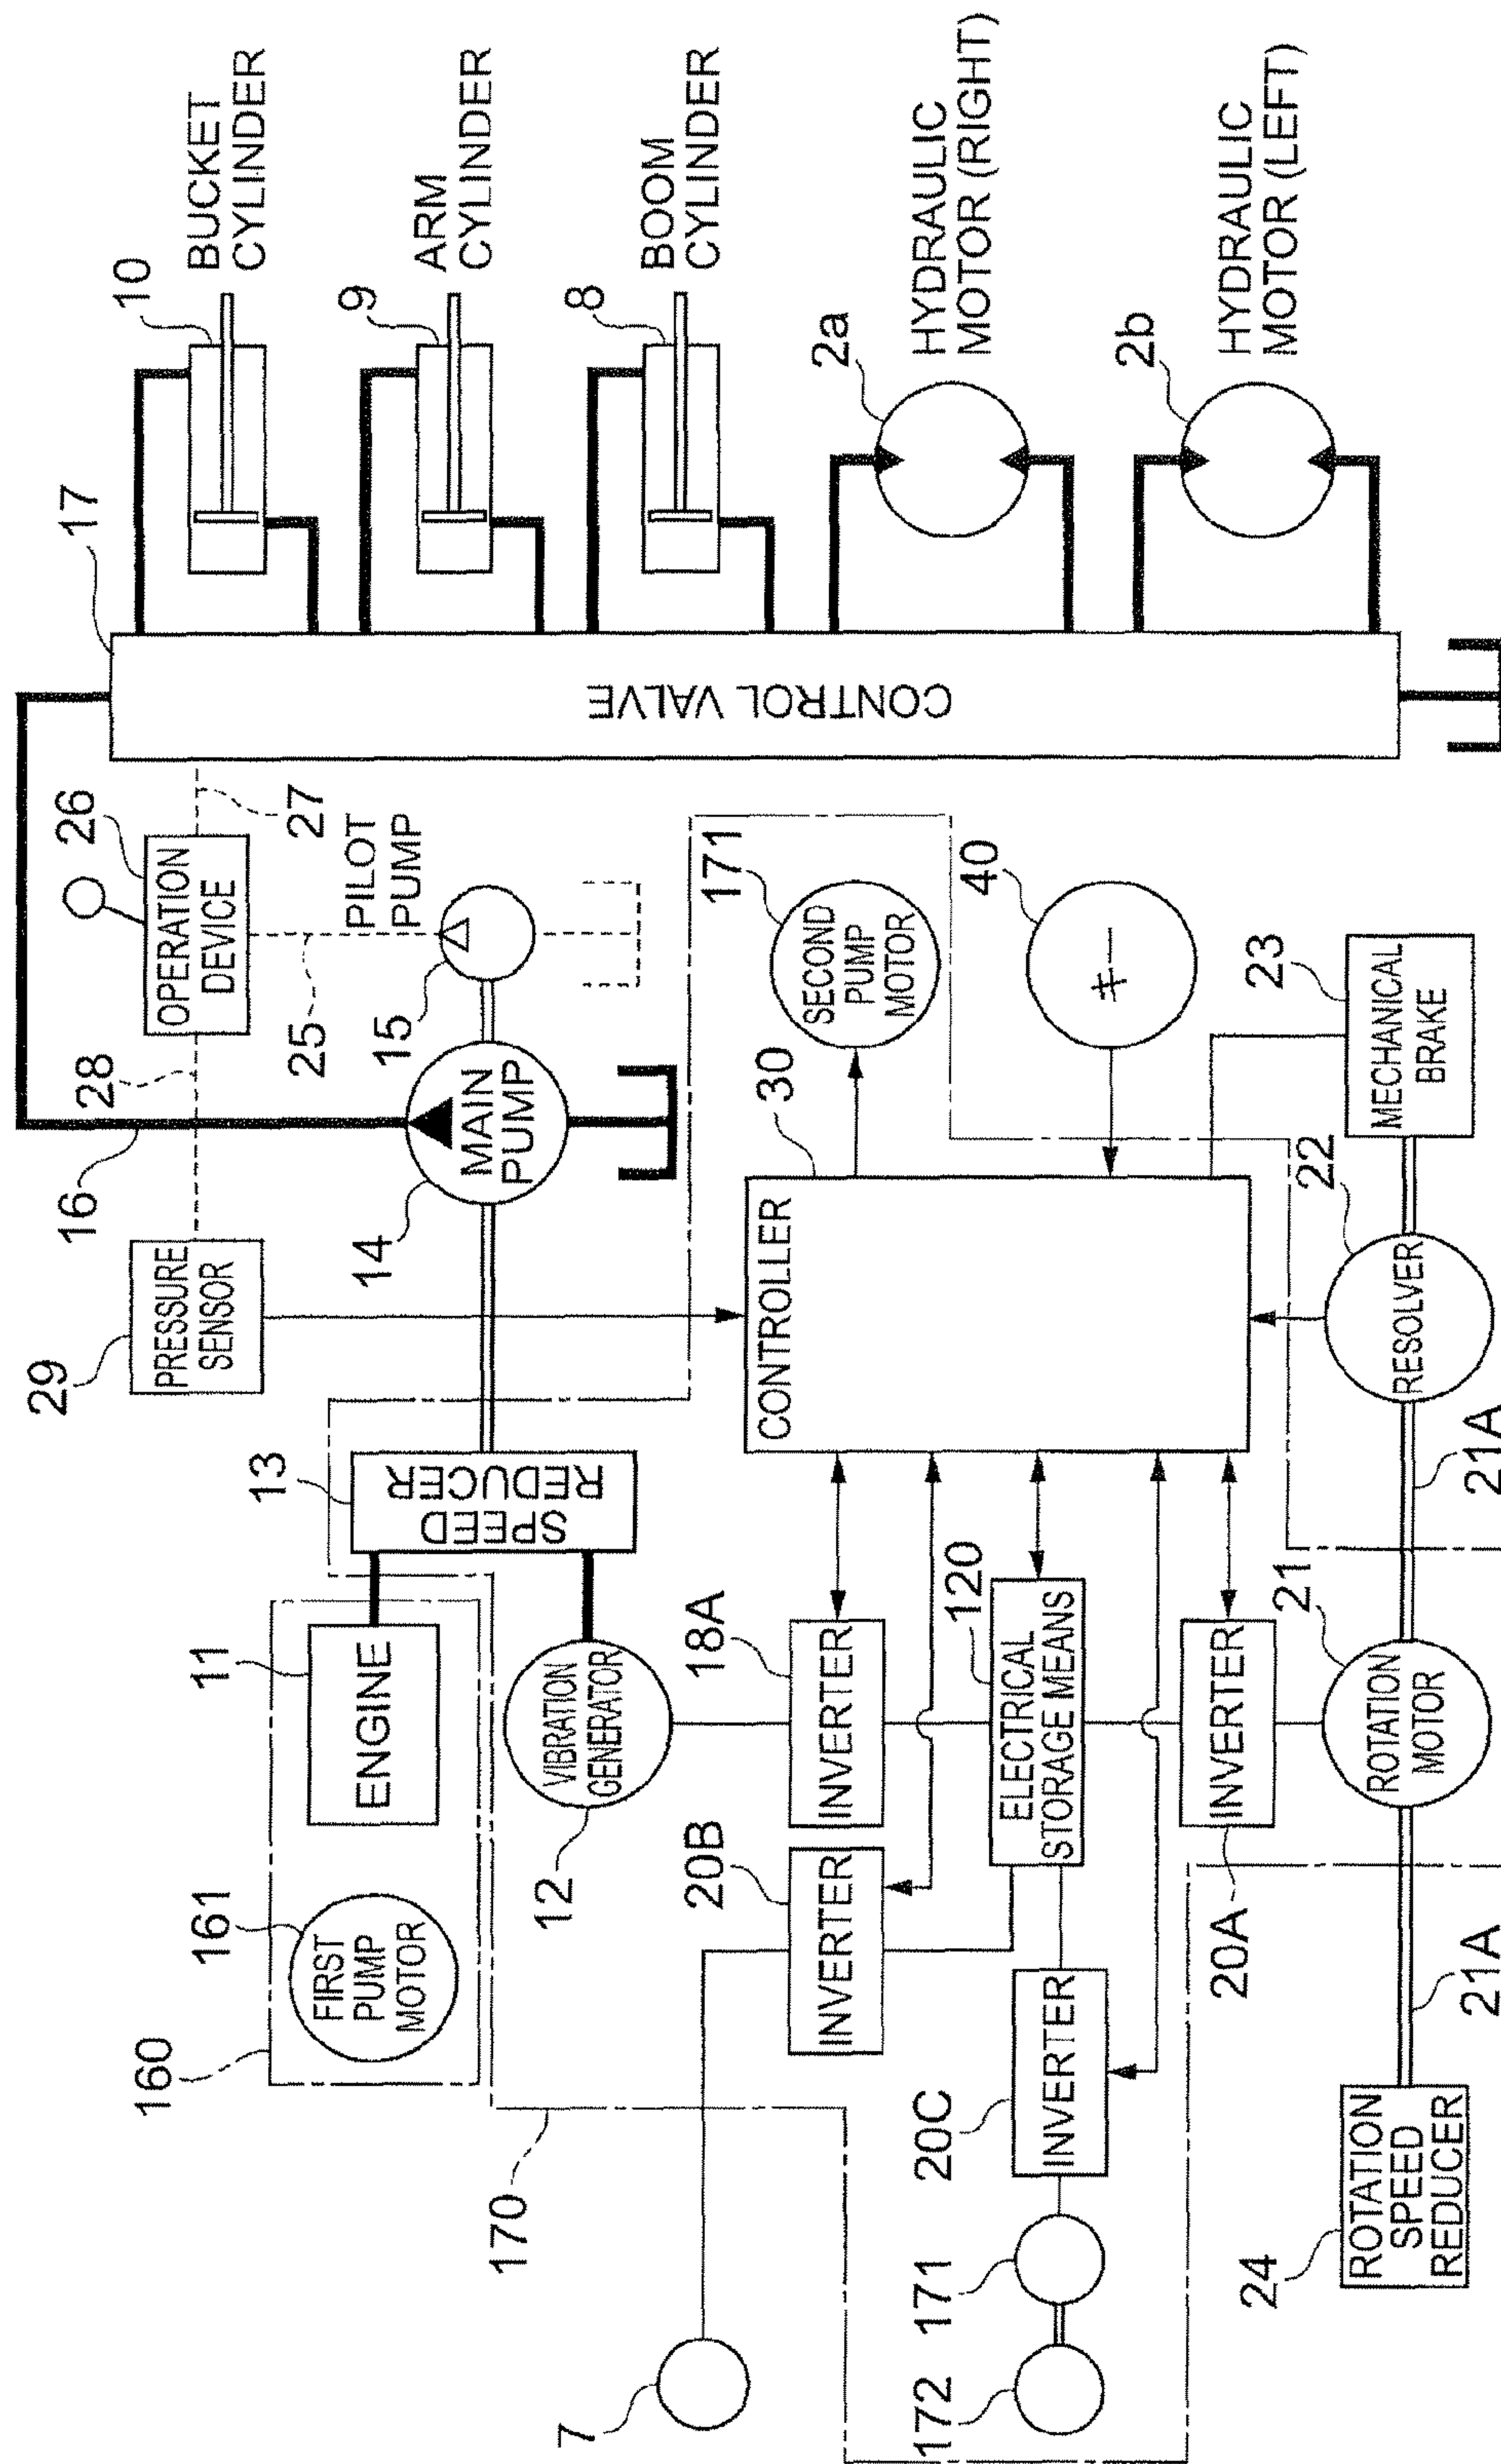 BUCKET
CYLINDER
10
ARM
CYLINDER
9
BOOM
CYLINDER
8
HYDRAULIC
MOTOR (RIGHT)
2a
HYDRAULIC
MOTOR (LEFT)
2b
17
CONTROL VALVE
26
OPERATION
DEVICE
27
PILOT
PUMP
25
15
28
16
MAIN
PUMP
14
29
PRESSURE
SENSOR
13
SPEED
REDUCER
11
ENGINE
161
FIRST
PUMP
MOTOR
160
VIBRATION
GENERATOR
12
170
171
SECOND
PUMP
MOTOR
40
30
CONTROLLER
23
MECHANICAL
BRAKE
22
RESOLVER
21A
18A
INVERTER
20B
INVERTER
120
ELECTRICAL
STORAGE MEANS
20C
INVERTER
INVERTER
20A
21
ROTATION
MOTOR
21A
24
ROTATION
SPEED
REDUCER
7
171
172